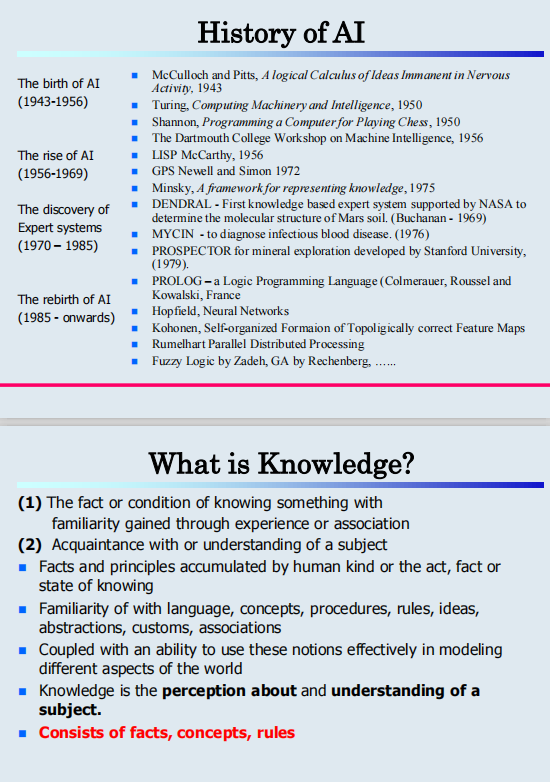 History of AI
The birth of AI
(1943-1956)
McCulloch and Pitts, A logical Calculus of Ideas Immanent in Nervous
Activity, 1943
Turing, Computing Machinery and Intelligence, 1950
Shannon, Programming a Computer for Playing Chess, 1950
The Dartmouth College Workshop on Machine Intelligence, 1956
The rise of AI
(1956-1969)
LISP McCarthy, 1956
GPS Newell and Simon 1972
Minsky, A framework for representing knowledge, 1975
The discovery of
Expert systems
(1970 – 1985)
DENDRAL - First knowledge based expert system supported by NASA to
determine the molecular structure of Mars soil. (Buchanan - 1969)
MYCIN - to diagnose infectious blood disease. (1976)
PROSPECTOR for mineral exploration developed by Stanford University,
(1979).
PROLOG – a Logic Programming Language (Colmerauer, Roussel and
Kowalski, France
The rebirth of AI
(1985 - onwards)
Hopfield, Neural Networks
Kohonen, Self-organized Formaion of Topoligically correct Feature Maps
Rumelhart Parallel Distributed Processing
Fuzzy Logic by Zadeh, GA by Rechenberg, …...
What is Knowledge?
(1) The fact or condition of knowing something with
familiarity gained through experience or association
(2) Acquaintance with or understanding of a subject
Facts and principles accumulated by human kind or the act, fact or
state of knowing
Familiarity of with language, concepts, procedures, rules, ideas,
abstractions, customs, associations
Coupled with an ability to use these notions effectively in modeling
different aspects of the world
Knowledge is the perception about and understanding of a
subject.
Consists of facts, concepts, rules